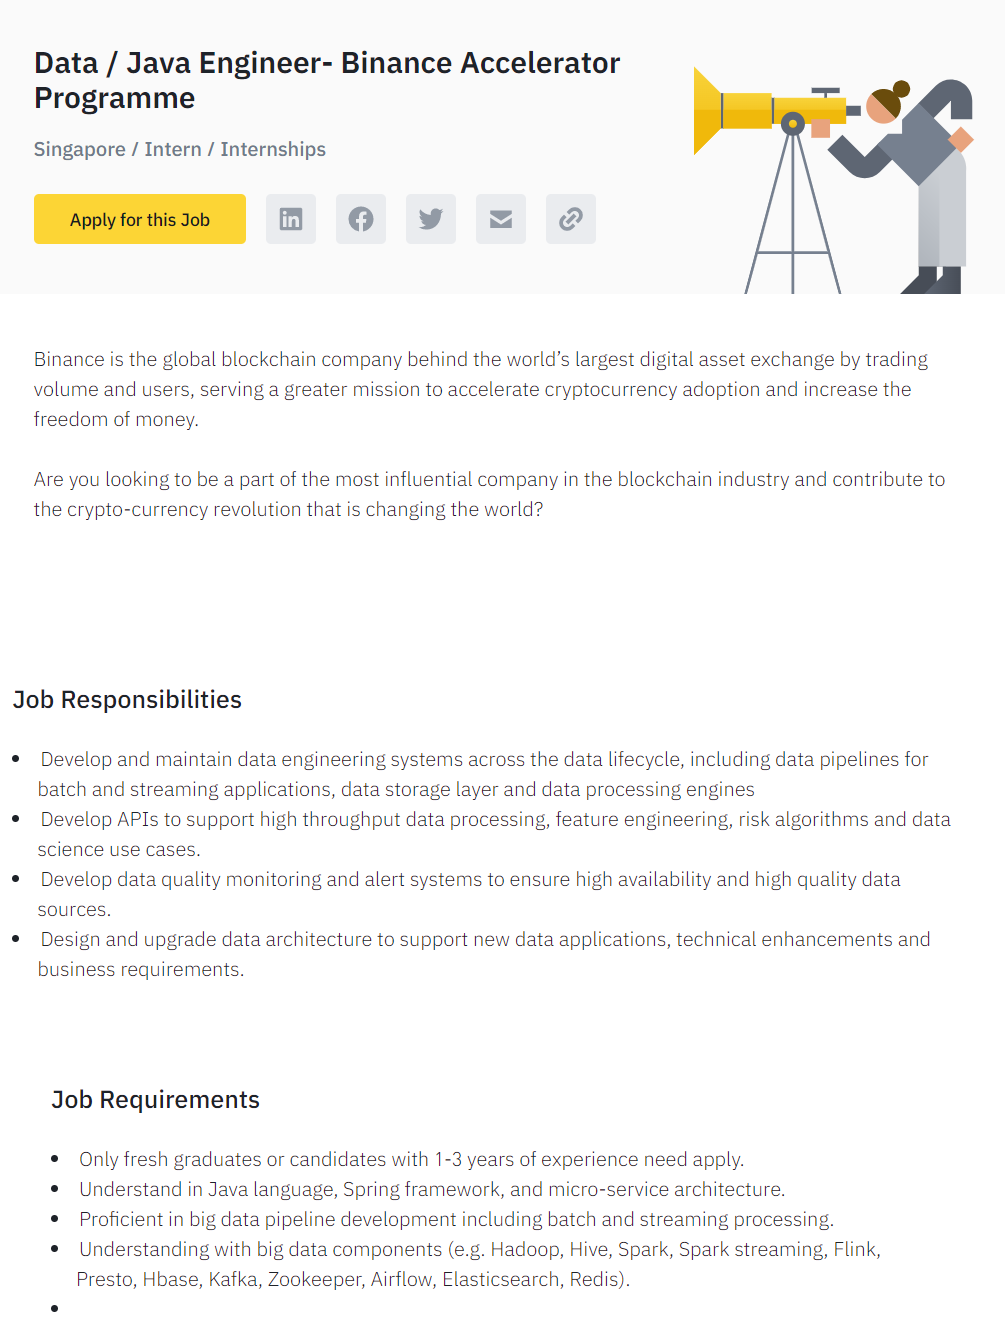 Data / Java Engineer- Binance Accelerator
Programme
Singapore / Intern / Internships
Apply for this Job
Binance is the global blockchain company behind the world’s largest digital asset exchange by trading
volume and users, serving a greater mission to accelerate cryptocurrency adoption and increase the
freedom of money.
Are you looking to be a part of the most influential company in the blockchain industry and contribute to
the crypto-currency revolution that is changing the world?
Job Responsibilities
• Develop and maintain data engineering systems across the data lifecycle, including data pipelines for
batch and streaming applications, data storage layer and data processing engines
• Develop APIs to support high throughput data processing, feature engineering, risk algorithms and data
science use cases.
• Develop data quality monitoring and alert systems to ensure high availability and high quality data
sources.
• Design and upgrade data architecture to support new data applications, technical enhancements and
business requirements.
Job Requirements
• Only fresh graduates or candidates with 1-3 years of experience need apply.
• Understand in Java language, Spring framework, and micro-service architecture.
• Proficient in big data pipeline development including batch and streaming processing.
• Understanding with big data components (e.g. Hadoop, Hive, Spark, Spark streaming, Flink,
Presto, Hbase, Kafka, Zookeeper, Airflow, Elasticsearch, Redis).
•